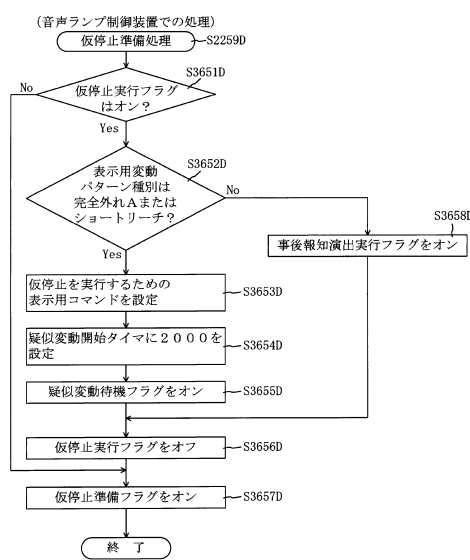 (音声ランプ制御装置での処理)
仮停止準備処理
S2259D
S3651D
No
仮停止実行フラグ
はオン?
Yes
S3652D
表示用変動
パターン種別は
完全外れAまたは
ショートリーチ?
No
S3658D
事後報知演出実行フラグをオン
Yes
仮停止を実行するための
表示用コマンドを設定
S3653D
疑似変動開始タイマに2000を
設定
S3654D
疑似変動待機フラグをオン
S3655D
仮停止実行フラグをオフ
S3656D
仮停止準備フラグをオン
S3657D
終 了